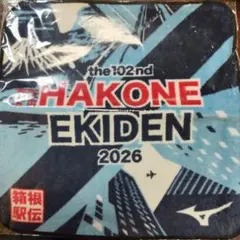 the 102nd
HAKONE
EKIDEN
2026
箱根
駅伝